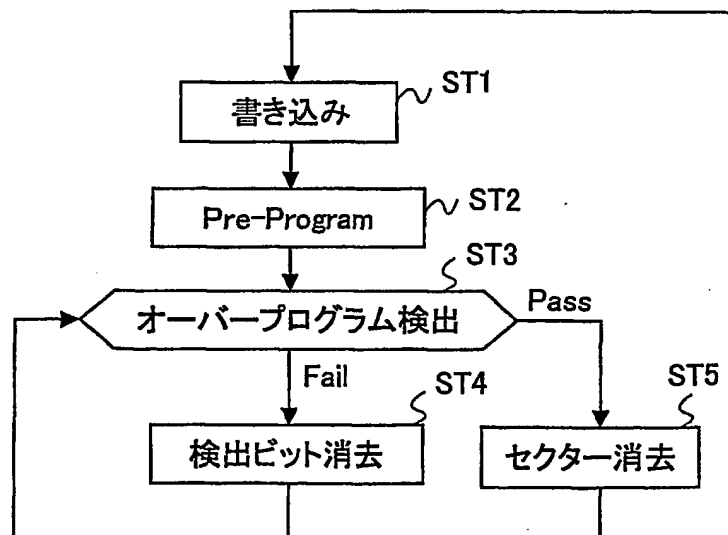 書き込み
ST1
Pre-Program
ST2
ST3
オーバープログラム検出
Pass
Fail
ST4
ST5
検出ビット消去
セクター消去